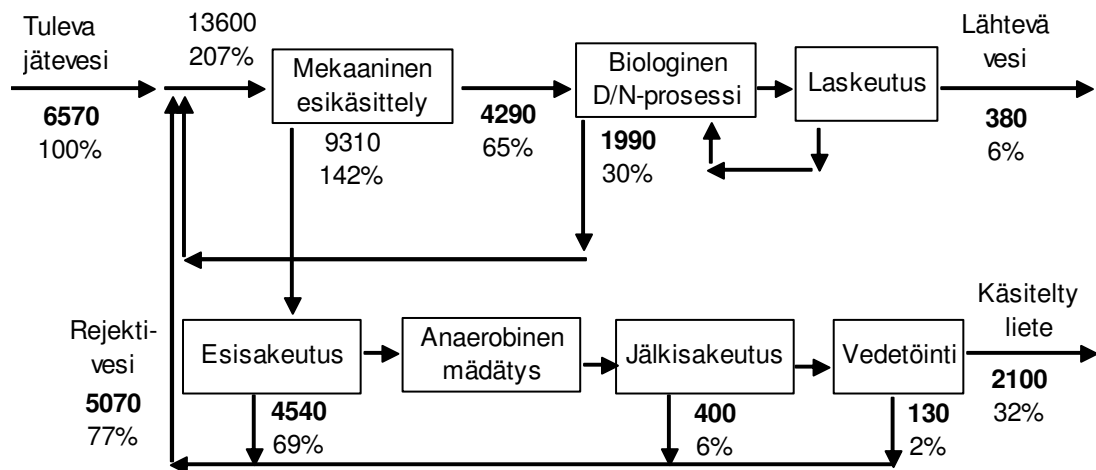 Tuleva
jätevesi
6570
100%
13600
207%
Mekaaninen
esikäsittely
9310
142%
4290
65%
Biologinen
D/N-prosessi
1990
30%
Laskeutus
Lähtevä
vesi
380
6%
Rejekti-
vesi
5070
77%
Esisakeutus
4540
69%
Anaerobinen
mädätys
Jälkisakeutus
400
6%
Vedetöinti
130
2%
Käsitelty
liete
2100
32%